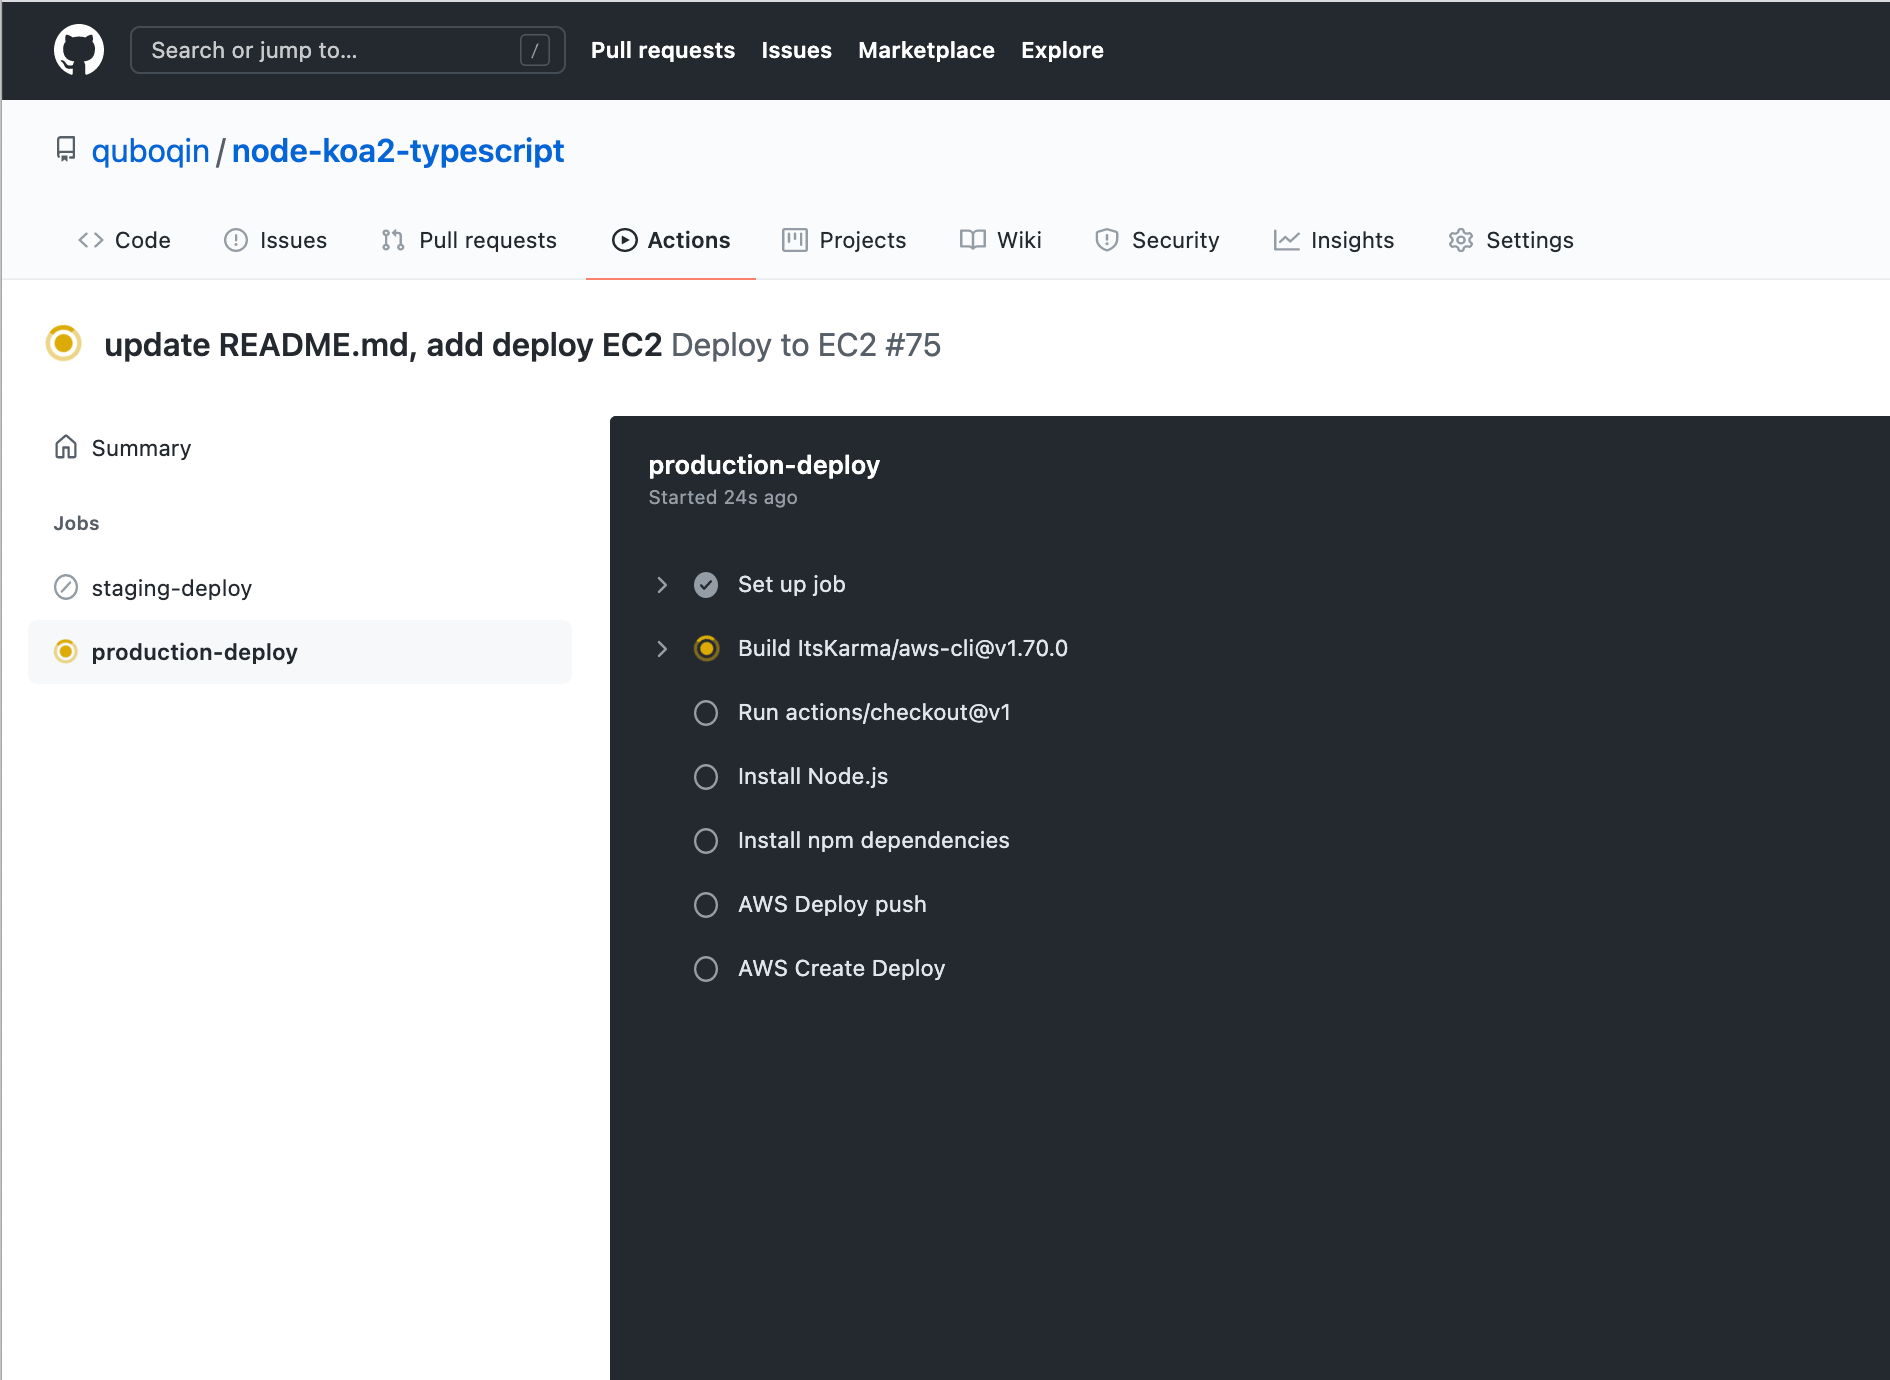 Search or jump to... /
Pull requests Issues Marketplace Explore
quboqin / node-koa2-typescript
Code Issues Pull requests Actions Projects Wiki Security Insights Settings
update README.md, add deploy EC2 Deploy to EC2 #75
Summary
Jobs
staging-deploy
production-deploy
production-deploy
Started 24s ago
Set up job
Build ItsKarma/aws-cli@v1.70.0
Run actions/checkout@v1
Install Node.js
Install npm dependencies
AWS Deploy push
AWS Create Deploy